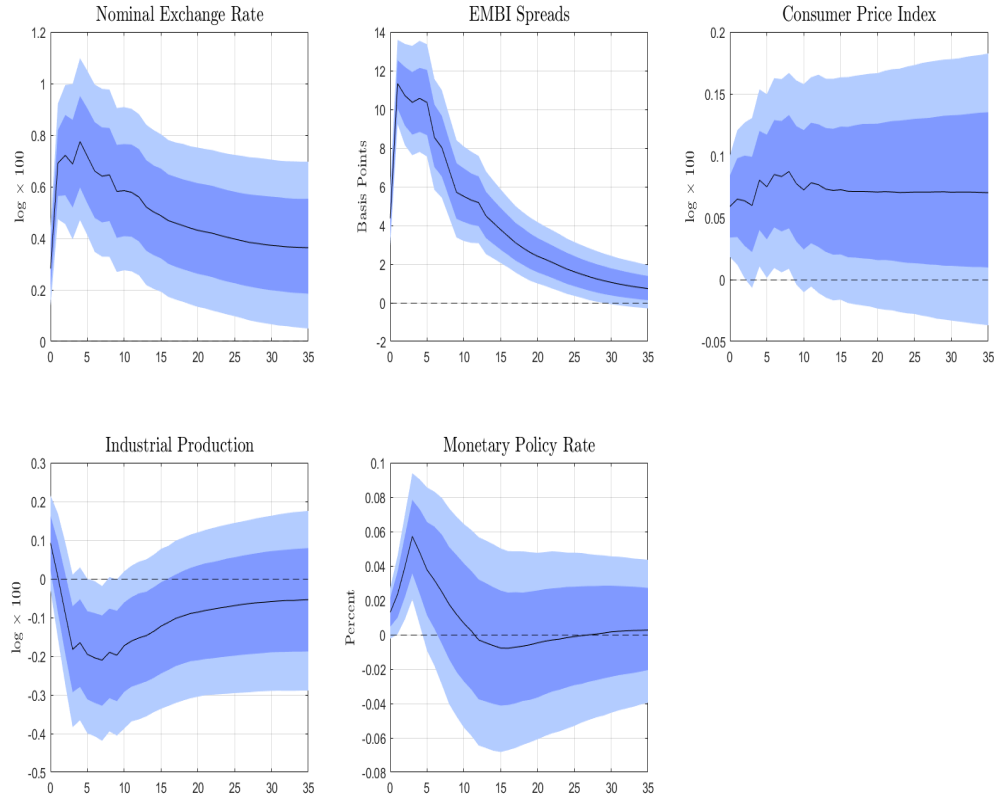 Nominal Exchange Rate
log × 100
1.2
1
0.8
0.6
0.4
0.2
0
0 5 10 15 20 25 30 35
EMBI Spreads
Basis Points
14
12
10
8
6
4
2
0
-2
0 5 10 15 20 25 30 35
Consumer Price Index
log × 100
0.2
0.15
0.1
0.05
0
-0.05
0 5 10 15 20 25 30 35
Industrial Production
log × 100
0.3
0.2
0.1
0
-0.1
-0.2
-0.3
-0.4
-0.5
0 5 10 15 20 25 30 35
Monetary Policy Rate
Percent
0.1
0.08
0.06
0.04
0.02
0
-0.02
-0.04
-0.06
-0.08
0 5 10 15 20 25 30 35